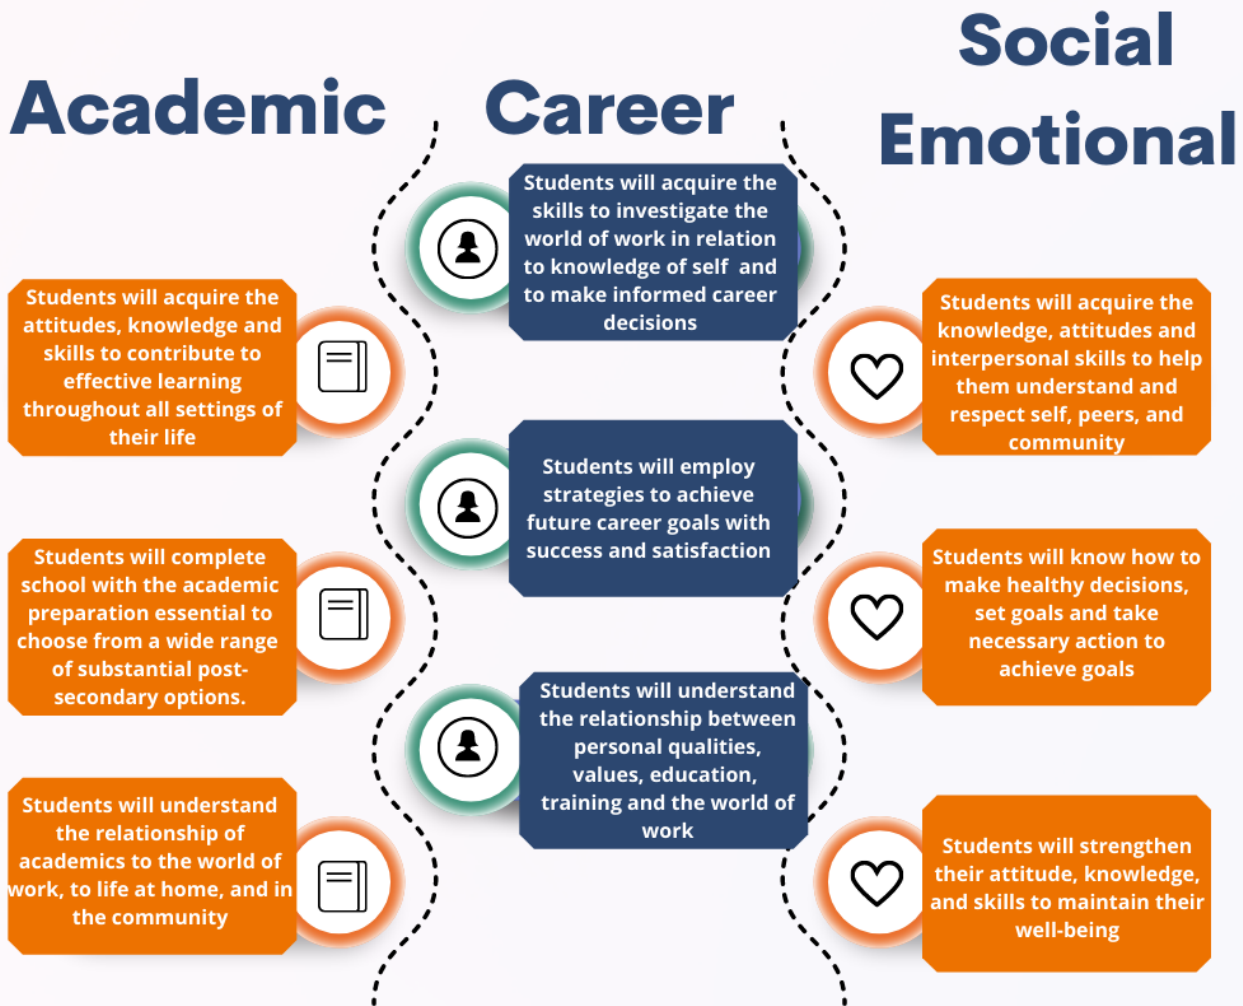 Academic
Students will acquire the
attitudes, knowledge and
skills to contribute to
effective learning
throughout all settings of
their life
Students will complete
school with the academic
preparation essential to
choose from a wide range
of substantial post-
secondary options.
Students will understand
the relationship of
academics to the world of
work, to life at home, and in
the community
Career
Students will acquire the
skills to investigate the
world of work in relation
to knowledge of self and
to make informed career
decisions
Students will employ
strategies to achieve
future career goals with
success and satisfaction
Students will understand
the relationship between
personal qualities,
values, education,
training and the world of
work
Social
Emotional
Students will acquire the
knowledge, attitudes and
interpersonal skills to help
them understand and
respect self, peers, and
community
Students will know how to
make healthy decisions,
set goals and take
necessary action to
achieve goals
Students will strengthen
their attitude, knowledge,
and skills to maintain their
well-being